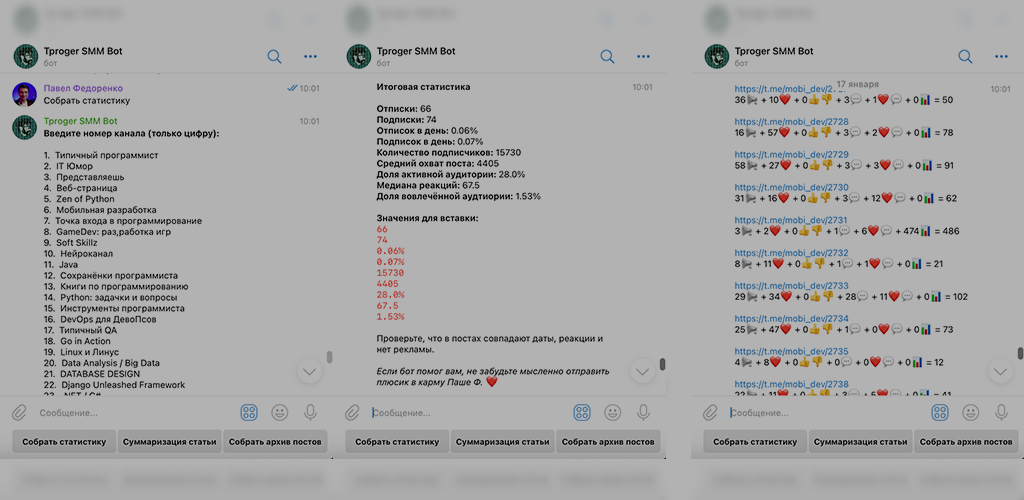 Tproger SMM Bot
бот
Павел Федоренко
10:01
Собрать статистику
Tproger SMM Bot
10:01
Введите номер канала (только цифру):
1. Типичный программист
2. IT Юмор
3. Представляешь
4. Веб-страница
5. Zen of Python
6. Мобильная разработка
7. Точка входа в программирование
8. GameDev: раз,работка игр
9. Soft Skillz
10. Нейроканал
11. Java
12. Сохранёнки программиста
13. Книги по программированию
14. Python: задачки и вопросы
15. Инструменты программиста
16. DevOps для ДевоПсов
17. Типичный QA
18. Go in Action
19. Linux и Линус
20. Data Analysis / Big Data
21. DATABASE DESIGN
22. Django Unleashed Framework
Сообщение...
Собрать статистику
Суммаризация статьи
Собрать архив постов
Tproger SMM Bot
бот
Итоговая статистика
10:01
Отписки: 66
Подписки: 74
Отписок в день: 0.06%
Подписок в день: 0.07%
Количество подписчиков: 15730
Средний охват поста: 4405
Доля активной аудитории: 28.0%
Медиана реакций: 67.5
Доля вовлечённой аудтиории: 1.53%
Значения для вставки:
66
74
0.06%
0.07%
15730
4405
28.0%
67.5
1.53%
Проверьте, что в постах совпадают даты, реакции и
нет рекламы.
Если бот помог вам, не забудьте мысленно отправить
плюсик в карму Паше Ф. ❤️
Сообщение...
Собрать статистику
Суммаризация статьи
Собрать архив постов
Tproger SMM Bot
бот
17 января
10:01
36📢 + 10❤️ + 0👍👎 + 3💬 + 1❤️💬 + 0📊 = 50
https://t.me/mobi_dev/2728
16📢 + 57❤️ + 0👍👎 + 3💬 + 2❤️💬 + 0📊 = 78
https://t.me/mobi_dev/2729
58📢 + 27❤️ + 0👍👎 + 3💬 + 3❤️💬 + 0📊 = 91
https://t.me/mobi_dev/2730
31📢 + 16❤️ + 0👍👎 + 3💬 + 12❤️💬 + 0📊 = 62
https://t.me/mobi_dev/2731
3📢 + 2❤️ + 0👍👎 + 1💬 + 6❤️💬 + 474📊 = 486
https://t.me/mobi_dev/2732
8📢 + 11❤️ + 0👍👎 + 1💬 + 1❤️💬 + 0📊 = 21
https://t.me/mobi_dev/2733
29📢 + 34❤️ + 0👍👎 + 28💬 + 11❤️💬 + 0📊 = 102
https://t.me/mobi_dev/2734
25📢 + 47❤️ + 0👍👎 + 1💬 + 0❤️💬 + 0📊 = 73
https://t.me/mobi_dev/2735
4📢 + 8❤️ + 0👍👎 + 0💬 + 0❤️💬 + 0📊 = 12
https://t.me/mobi_dev/2738
Сообщение...
Собрать статистику
Суммаризация статьи
Собрать архив постов